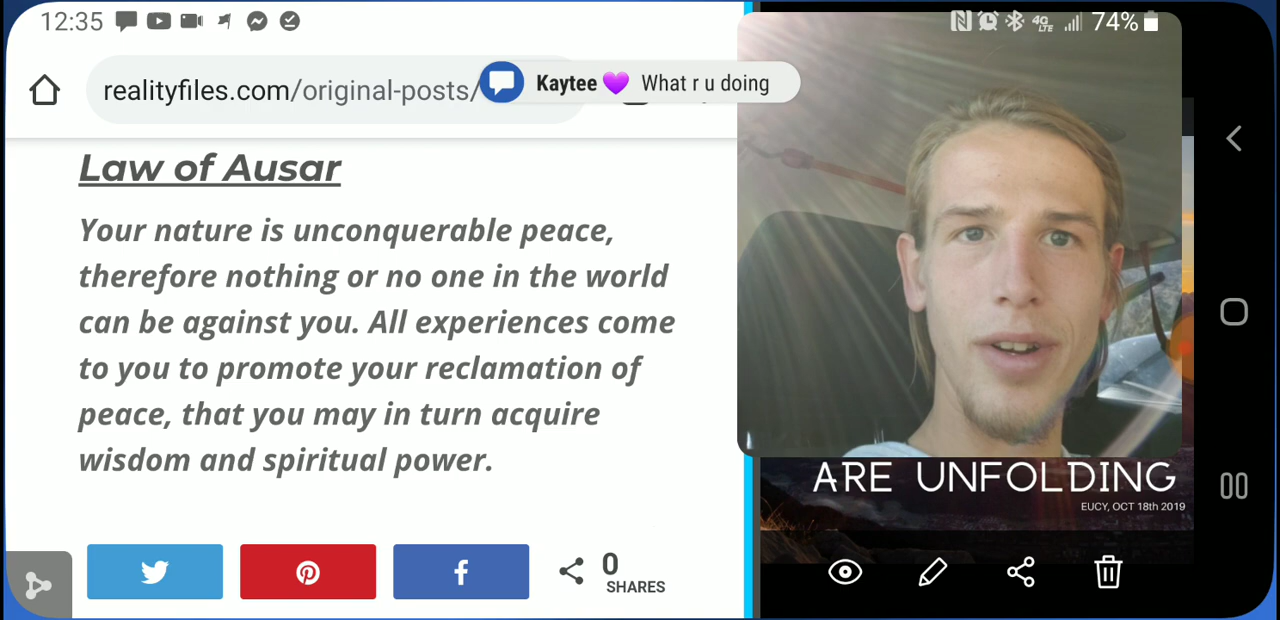 12:35
4G LTE 74%
realityfiles.com/original-posts/
Kaytee 💜 What r u doing
Law of Ausar
Your nature is unconquerable peace,
therefore nothing or no one in the world
can be against you. All experiences come
to you to promote your reclamation of
peace, that you may in turn acquire
wisdom and spiritual power.
0
SHARES
ARE UNFOLDING
EUCY, OCT 18th 2019